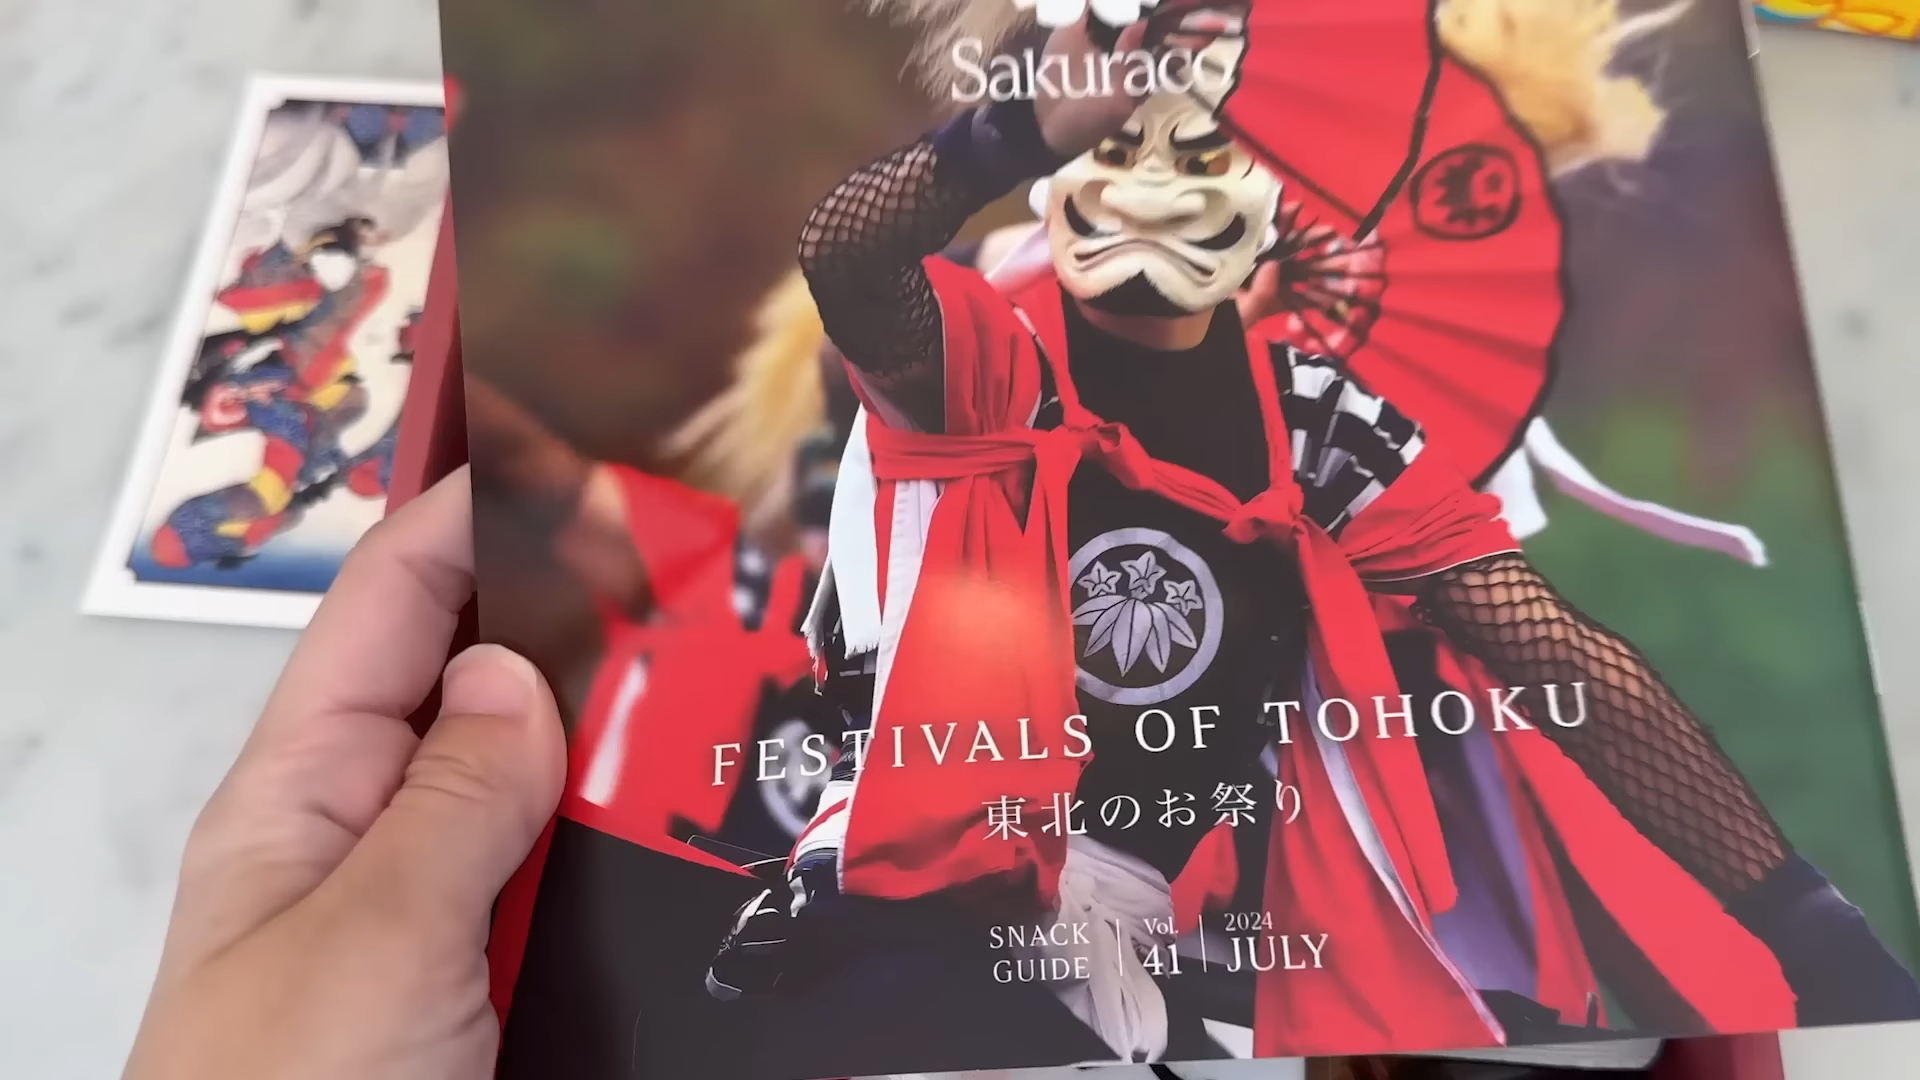 Sakuraco
FESTIVALS OF TOHOKU
東北のお祭り
SNACK GUIDE
Vol. 41
2024 JULY